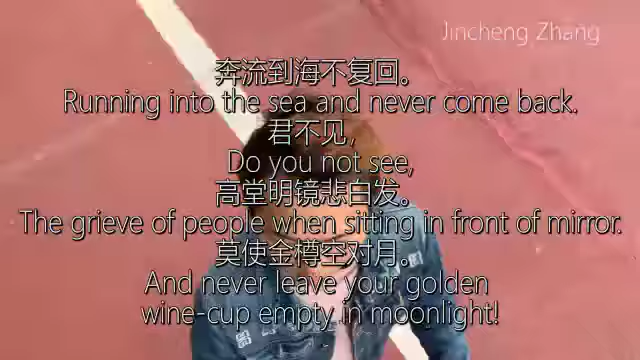 Jincheng Zhang
奔流到海不复回。
Running into the sea and never come back.
君不见，
Do you not see,
高堂明镜悲白发。
The grieve of people when sitting in front of mirror.
莫使金樽空对月。
And never leave your golden
wine-cup empty in moonlight!